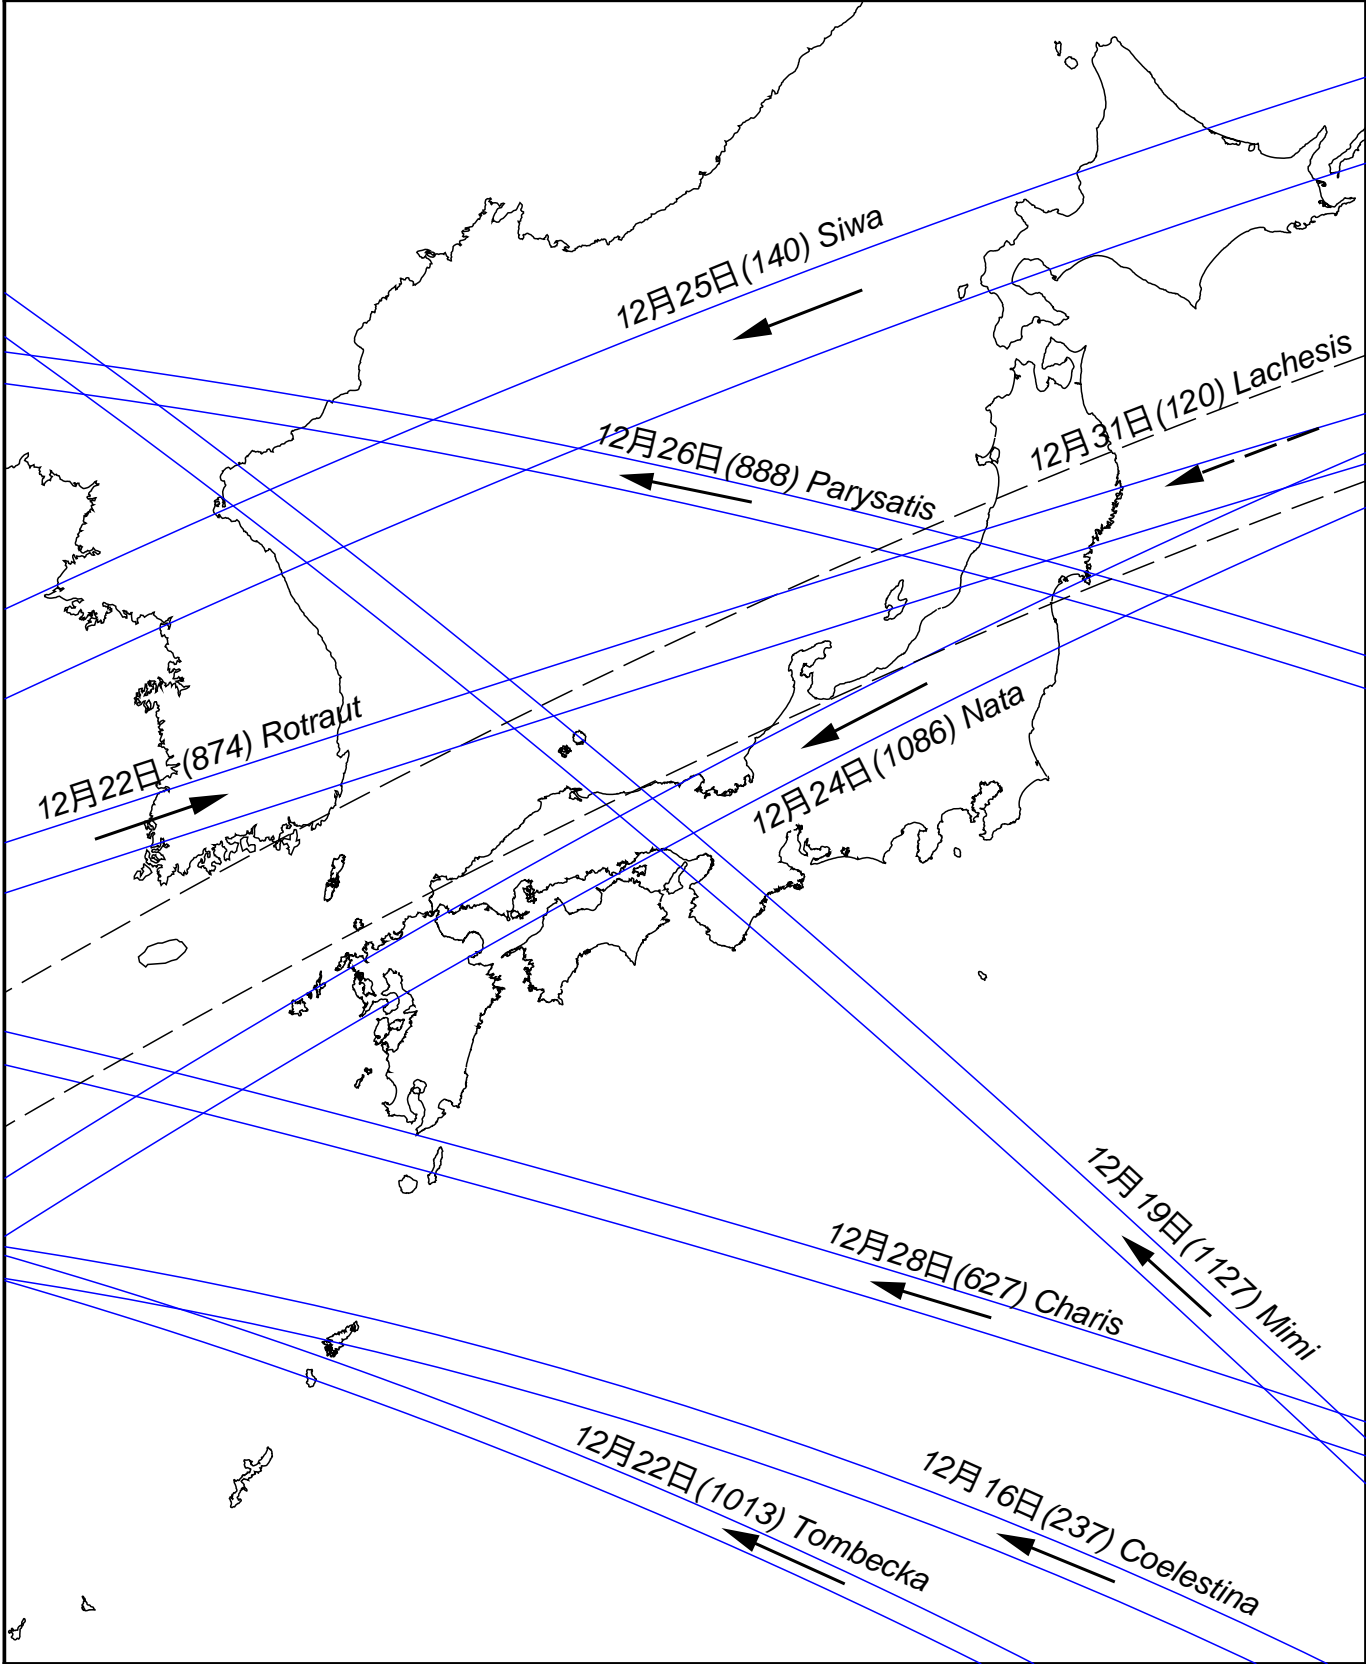 12月25日(140) Siwa
12月31日(120) Lachesis
12月26日(888) Parysatis
12月22日 (874) Rotraut
12月24日(1086) Nata
12月19日(1127) Mimi
12月28日(627) Charis
12月22日(1013) Tombecka
12月16日(237) Coelestina